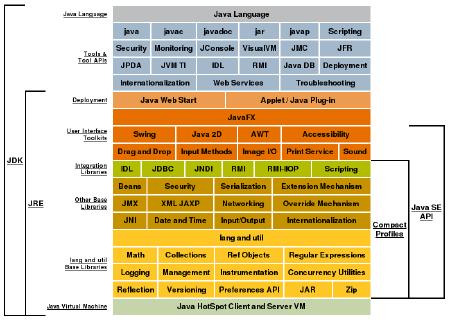 Java Language Java Language
java javac javadoc jar javap Scripting
Security Monitoring JConsole VisualVM JMC JFR
Tools & Tool APIs
JPDA JVM TI IDL RMI Java DB Deployment
Internationalization Web Services Troubleshooting
Deployment Java Web Start Applet / Java Plug-in
JavaFX
User Interface Toolkits
Swing Java 2D AWT Accessibility
Drag and Drop Input Methods Image I/O Print Service Sound
Integration Libraries
IDL JDBC JNDI RMI RMI-IIOP Scripting
Beans Security Serialization Extension Mechanism
Other Base Libraries
JMX XML JAXP Networking Override Mechanism
JNI Date and Time Input/Output Internationalization
lang and util
lang and util Base Libraries
Math Collections Ref Objects Regular Expressions
Logging Management Instrumentation Concurrency Utilities
Reflection Versioning Preferences API JAR Zip
Java Virtual Machine Java HotSpot Client and Server VM
JDK
JRE
Compact Profiles
Java SE API